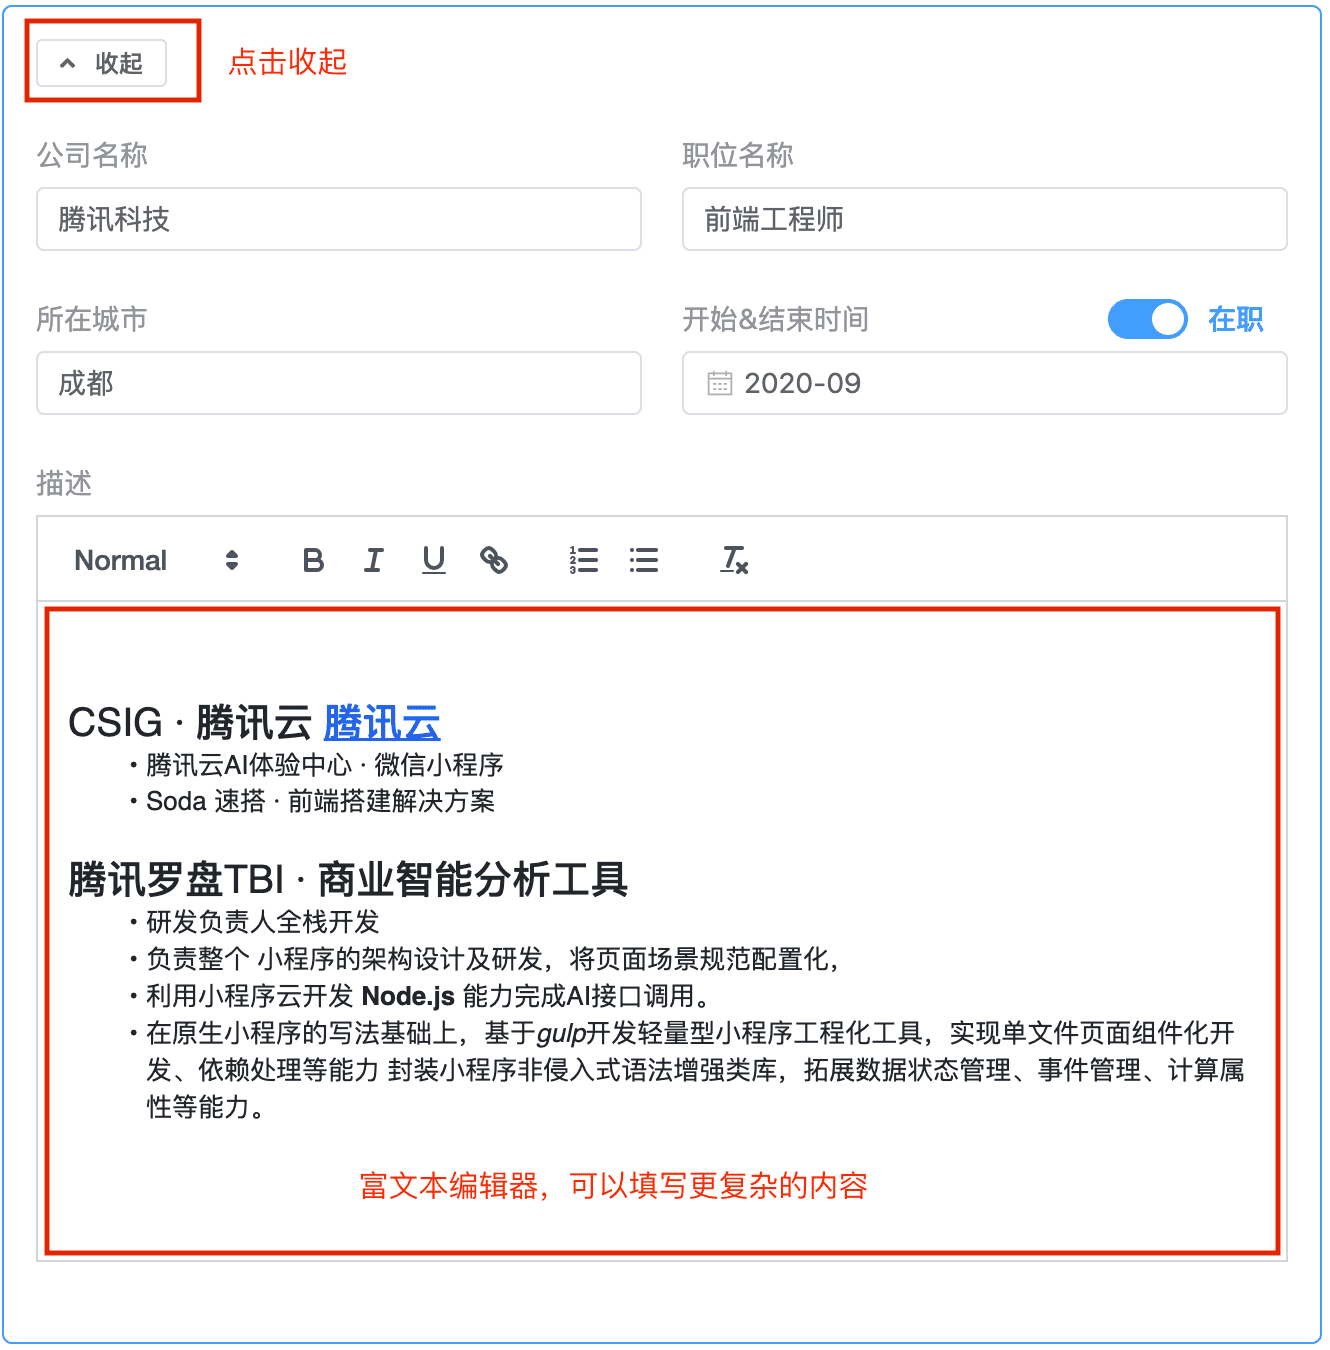 收起 点击收起
公司名称 职位名称
腾讯科技 前端工程师
所在城市 开始&结束时间 在职
成都 2020-09
描述
Normal B I U
CSIG · 腾讯云 腾讯云
• 腾讯云AI体验中心 · 微信小程序
• Soda 速搭 · 前端搭建解决方案
腾讯罗盘TBI · 商业智能分析工具
• 研发负责人全栈开发
• 负责整个 小程序的架构设计及研发，将页面场景规范配置化，
• 利用小程序云开发 Node.js 能力完成AI接口调用。
• 在原生小程序的写法基础上，基于gulp开发轻量型小程序工程化工具，实现单文件页面组件化开
发、依赖处理等能力 封装小程序非侵入式语法增强类库，拓展数据状态管理、事件管理、计算属
性等能力。
富文本编辑器，可以填写更复杂的内容